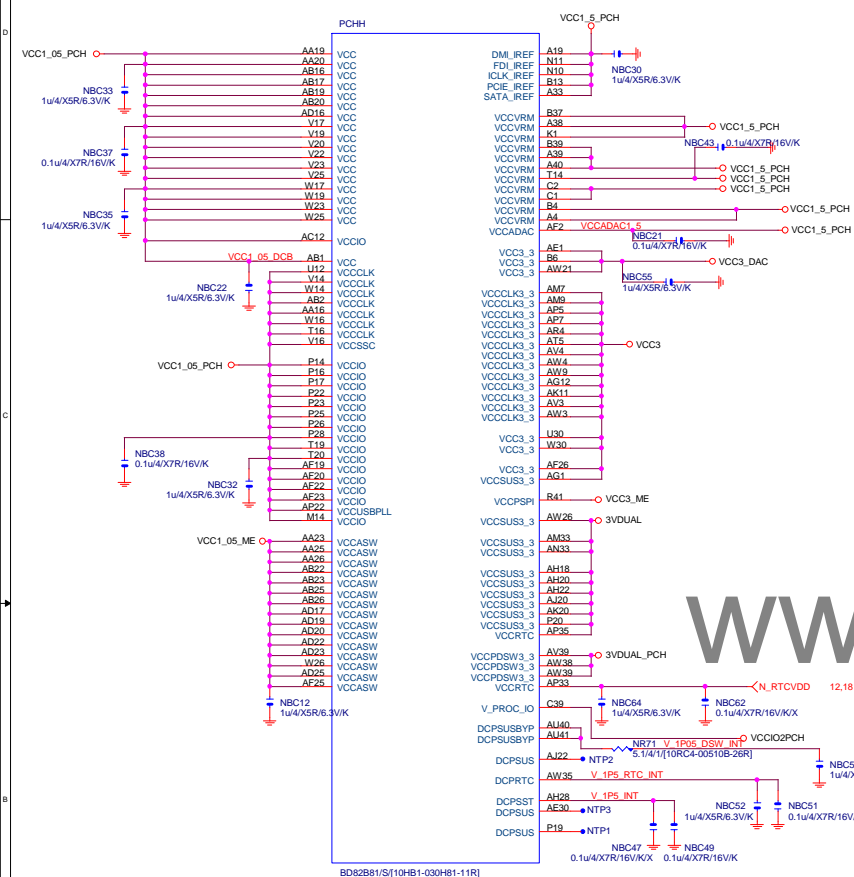 VCC1_5_PCH
D
PCHH
VCC1_05_PCH
AA19 VCC
AA20 VCC
AB16 VCC
AB17 VCC
AB19 VCC
AB20 VCC
AD16 VCC
V17 VCC
V19 VCC
V20 VCC
V22 VCC
V23 VCC
V25 VCC
W17 VCC
W19 VCC
W23 VCC
W25 VCC
AC12 VCCIO
NBC33
1u/4/X5R/6.3V/K
NBC37
0.1u/4/X7R/16V/K
NBC35
1u/4/X5R/6.3V/K
VCC1_05_DCB
AB1 VCC
U12 VCCCLK
V14 VCCCLK
W14 VCCCLK
AB2 VCCCLK
AA16 VCCCLK
W16 VCCCLK
T16 VCCCLK
V16 VCCSSC
NBC22
1u/4/X5R/6.3V/K
VCC1_05_PCH
P14 VCCIO
P16 VCCIO
P17 VCCIO
P22 VCCIO
P23 VCCIO
P25 VCCIO
P26 VCCIO
P28 VCCIO
T19 VCCIO
T20 VCCIO
AF19 VCCIO
AF20 VCCIO
AF22 VCCIO
AF23 VCCIO
AP22 VCCUSBPLL
M14 VCCIO
C
NBC38
0.1u/4/X7R/16V/K
NBC32
1u/4/X5R/6.3V/K
VCC1_05_ME
AA23 VCCASW
AA25 VCCASW
AA26 VCCASW
AB22 VCCASW
AB23 VCCASW
AB25 VCCASW
AB26 VCCASW
AD17 VCCASW
AD19 VCCASW
AD20 VCCASW
AD22 VCCASW
AD23 VCCASW
W26 VCCASW
AD25 VCCASW
AF25 VCCASW
NBC12
1u/4/X5R/6.3V/K
B
DMI_IREF A19
FDI_IREF N11
ICLK_IREF N10
PCIE_IREF B13
SATA_IREF A33
NBC30
1u/4/X5R/6.3V/K
VCCVRM B37
VCCVRM A38
VCCVRM K1
VCCVRM B39
VCCVRM A39
VCCVRM A40
VCCVRM T14
VCCVRM C2
VCCVRM C1
VCCVRM B4
VCCVRM A4
VCCADAC AF2
VCC1_5_PCH
NBC43 0.1u/4/X7R/16V/K
VCC1_5_PCH
VCC1_5_PCH
VCC1_5_PCH
VCC1_5_PCH
VCCADAC1_5
VCC1_5_PCH
NBC21
0.1u/4/X7R/16V/K
VCC3_3 AE1
VCC3_3 B6
VCC3_3 AW21
VCC3_DAC
NBC55
1u/4/X5R/6.3V/K
VCCCLK3_3 AM7
VCCCLK3_3 AM9
VCCCLK3_3 AP5
VCCCLK3_3 AP7
VCCCLK3_3 AR4
VCCCLK3_3 AT5
VCCCLK3_3 AV4
VCCCLK3_3 AW4
VCCCLK3_3 AW9
VCCCLK3_3 AG12
VCCCLK3_3 AK11
VCCCLK3_3 AV3
VCCCLK3_3 AW3
VCC3
VCC3_3 U30
VCC3_3 W30
VCC3_3 AF26
VCCSUS3_3 AG1
VCCPSPI R41 VCC3_ME
VCCSUS3_3 AW26 3VDUAL
VCCSUS3_3 AM33
VCCSUS3_3 AN33
VCCSUS3_3 AH18
VCCSUS3_3 AH20
VCCSUS3_3 AH22
VCCSUS3_3 AJ20
VCCSUS3_3 AK20
VCCSUS3_3 P20
VCCRTC AP35
WW
VCCPDSW3_3 AV39 3VDUAL_PCH
VCCPDSW3_3 AW38
VCCPDSW3_3 AW39
VCCRTC AP33
N_RTCVDD 12,18
NBC64
1u/4/X5R/6.3V/K
NBC62
0.1u/4/X7R/16V/K/X
V_PROC_IO C39
VCCIO2PCH
DCPSUSBYP AU40
DCPSUSBYP AU41
NR71 V_1P05_DSW_INT
5.1/4/1/[10RC4-00510B-26R]
NBC5
1u/4/X
DCPSUS AJ22 NTP2
DCPRTC AW35 V_1P5_RTC_INT
DCPSST AH28 V_1P5_INT
DCPSUS AE30 NTP3
DCPSUS P19 NTP1
NBC52
1u/4/X5R/6.3V/K
NBC51
0.1u/4/X7R/16V/
NBC47
0.1u/4/X7R/16V/K/X
NBC49
0.1u/4/X7R/16V/K
BD82B81/S/[10HB1-030H81-11R]